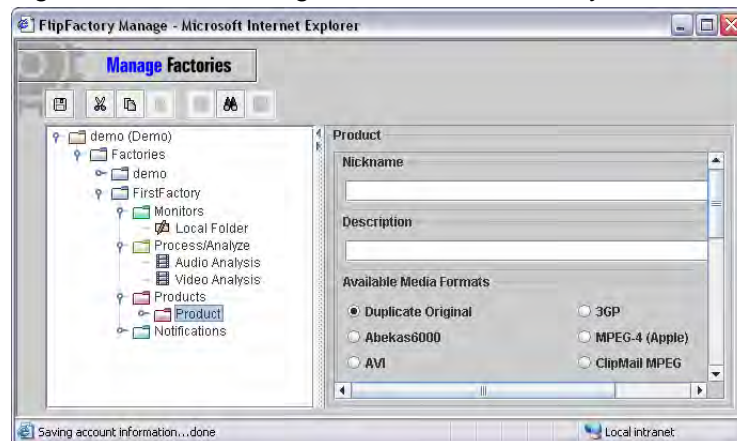 FlipFactory Manage - Microsoft Internet Explorer
Manage Factories
demo (Demo)
Factories
demo
FirstFactory
Monitors
Local Folder
Process/Analyze
Audio Analysis
Video Analysis
Products
Product
Notifications
Product
Nickname
Description
Available Media Formats
Duplicate Original
3GP
Abekas6000
MPEG-4 (Apple)
AVI
ClipMail MPEG
Saving account information...done
Local intranet